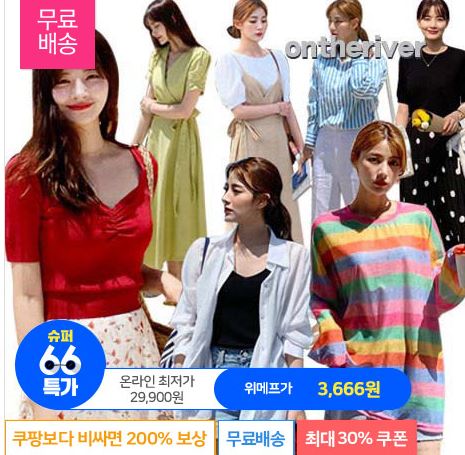 무료
배송
ontheriver
슈퍼
66
특가
온라인 최저가
29,900원
위메프가
3,666원
쿠팡보다 비싸면 200% 보상
무료배송
최대 30% 쿠폰